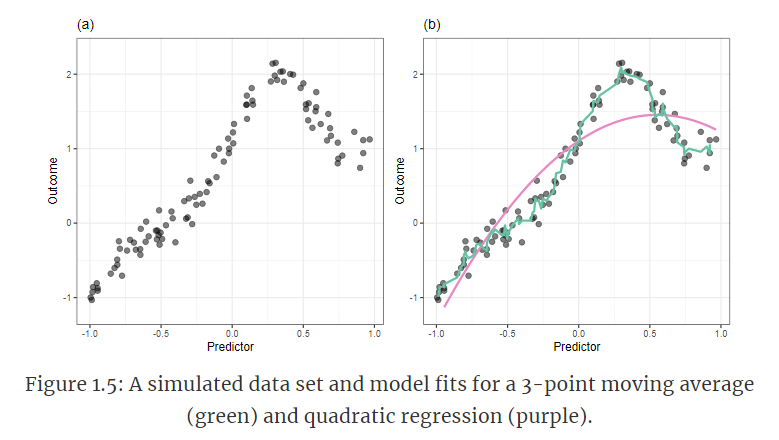 (a)
(b)
Outcome
2
1
0
-1
-1.0 -0.5 0.0 0.5 1.0
Predictor
Outcome
2
1
0
-1
-1.0 -0.5 0.0 0.5 1.0
Predictor
Figure 1.5: A simulated data set and model fits for a 3-point moving average
(green) and quadratic regression (purple).